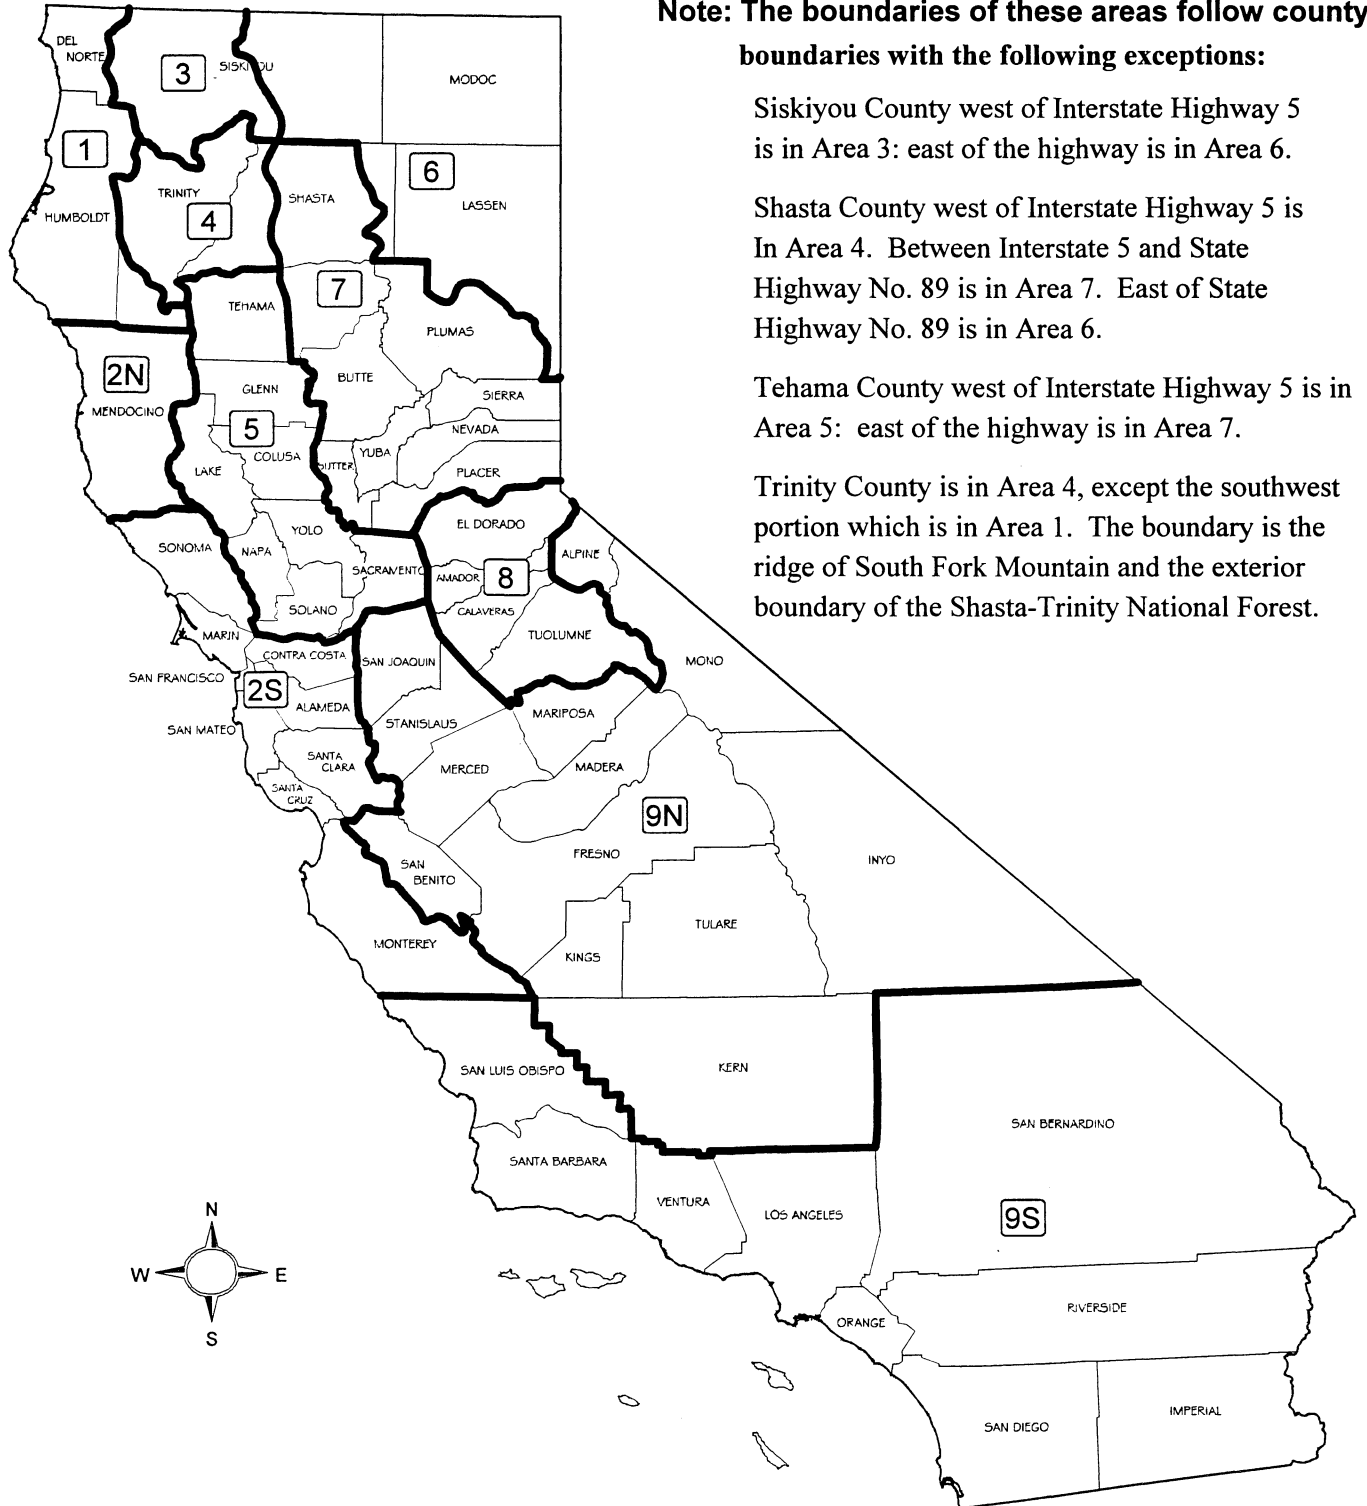 Note: The boundaries of these areas follow county
boundaries with the following exceptions:
Siskiyou County west of Interstate Highway 5
is in Area 3: east of the highway is in Area 6.
Shasta County west of Interstate Highway 5 is
In Area 4. Between Interstate 5 and State
Highway No. 89 is in Area 7. East of State
Highway No. 89 is in Area 6.
Tehama County west of Interstate Highway 5 is in
Area 5: east of the highway is in Area 7.
Trinity County is in Area 4, except the southwest
portion which is in Area 1. The boundary is the
ridge of South Fork Mountain and the exterior
boundary of the Shasta-Trinity National Forest.
DEL
NORTE
3
SISKIYOU
MODOC
1
6
TRINITY
SHASTA
LASSEN
HUMBOLDT
4
7
TEHAMA
PLUMAS
2N
BUTTE
GLENN
SIERRA
MENDOCINO
5
NEVADA
COLUSA
YUBA
LAKE
SUTTER
PLACER
EL DORADO
YOLO
SONOMA
NAPA
ALPINE
SACRAMENTO
AMADOR
8
SOLANO
CALAVERAS
MARIN
TUOLUMNE
CONTRA COSTA
SAN JOAQUIN
MONO
SAN FRANCISCO
2S
ALAMEDA
MARIPOSA
SAN MATEO
STANISLAUS
SANTA
CLARA
MERCED
MADERA
SANTA
CRUZ
9N
FRESNO
INYO
SAN
BENITO
TULARE
MONTEREY
KINGS
SAN LUIS OBISPO
KERN
SAN BERNARDINO
SANTA BARBARA
VENTURA
LOS ANGELES
9S
N
W
E
S
RIVERSIDE
ORANGE
SAN DIEGO
IMPERIAL